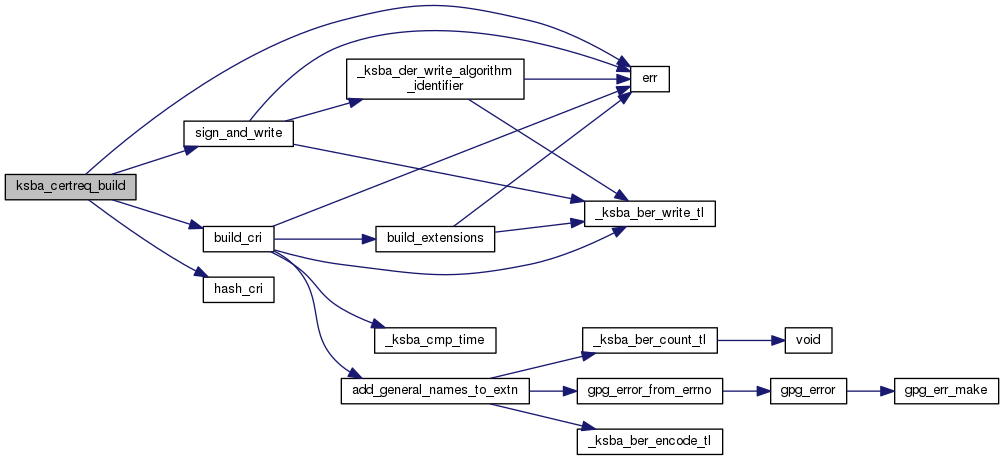 _ksba_der_write_algorithm
_identifier
err
sign_and_write
ksba_certreq_build
_ksba_ber_write_tl
build_cri
build_extensions
hash_cri
_ksba_cmp_time
_ksba_ber_count_tl
void
add_general_names_to_extn
gpg_error_from_errno
gpg_error
gpg_err_make
_ksba_ber_encode_tl